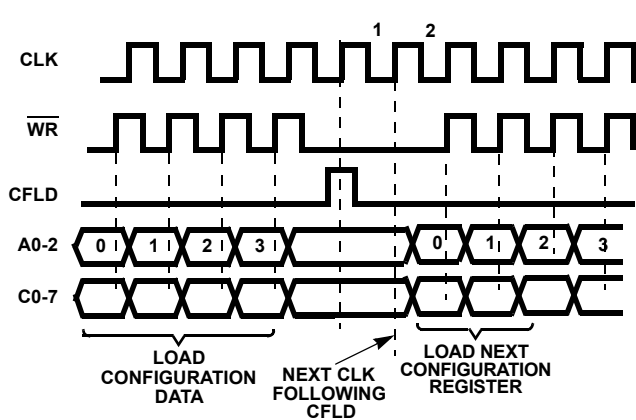 1 2
CLK
WR
CFLD
A0-2 0 1 2 3 0 1 2 3
C0-7
LOAD
CONFIGURATION
DATA
NEXT CLK
FOLLOWING
CFLD
LOAD NEXT
CONFIGURATION
REGISTER